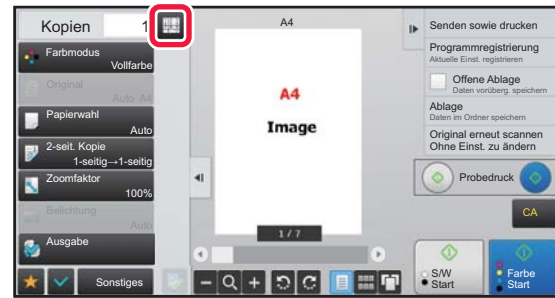 Kopien 1
Farbmodus
Vollfarbe
Original
Auto A4
Papierwahl
Auto
2-seit. Kopie
1-seitig→1-seitig
Zoomfaktor
100%
Belichtung
Auto
Ausgabe
Sonstiges
A4
A4
Image
1 / 7
Senden sowie drucken
Programmregistrierung
Aktuelle Einst. registrieren
Offene Ablage
Daten vorüberg. speichern
Ablage
Daten im Ordner speichern
Original erneut scannen
Ohne Einst. zu ändern
Probedruck
CA
S/W
Start
Farbe
Start